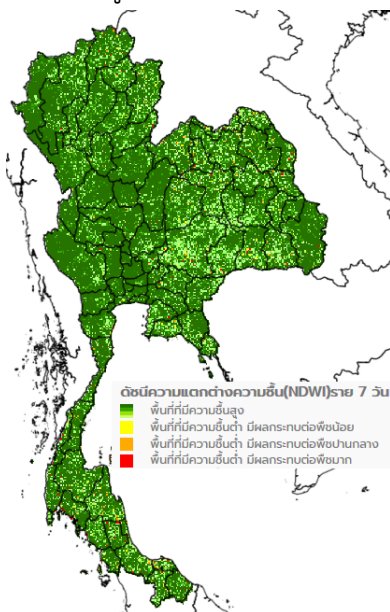 ดัชนีความแตกต่างความชื้น(NDWI)ราย 7 วัน
พื้นที่ที่มีความชื้นสูง
พื้นที่ที่มีความชื้นต่ำ มีผลกระทบต่อพืชน้อย
พื้นที่ที่มีความชื้นต่ำ มีผลกระทบต่อพืชปานกลาง
พื้นที่ที่มีความชื้นต่ำ มีผลกระทบต่อพืชมาก